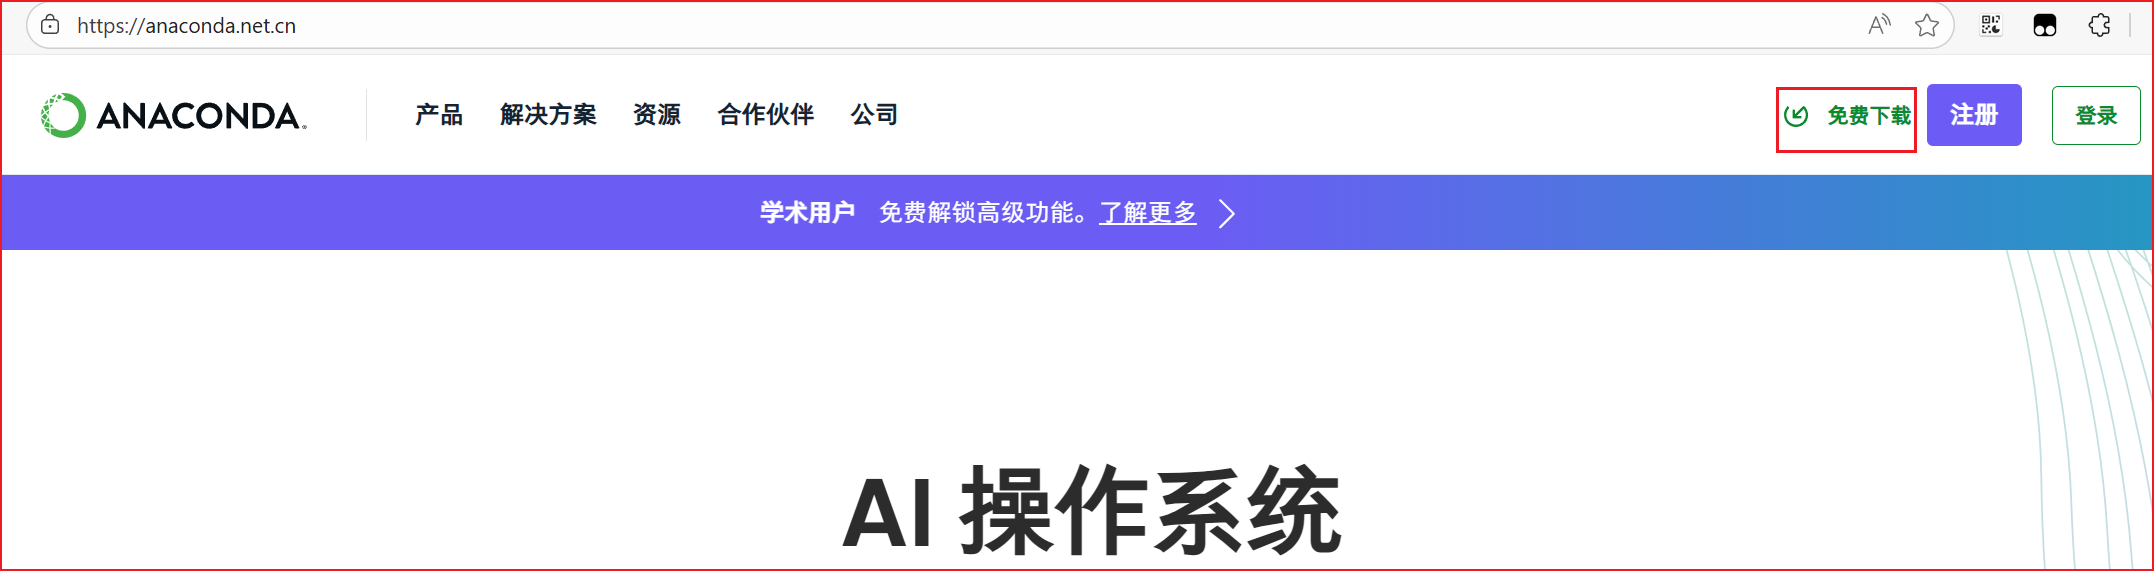 https://anaconda.net.cn
ANACONDA.
产品 解决方案 资源 合作伙伴 公司
免费下载 注册 登录
学术用户 免费解锁高级功能。了解更多
AI 操作系统